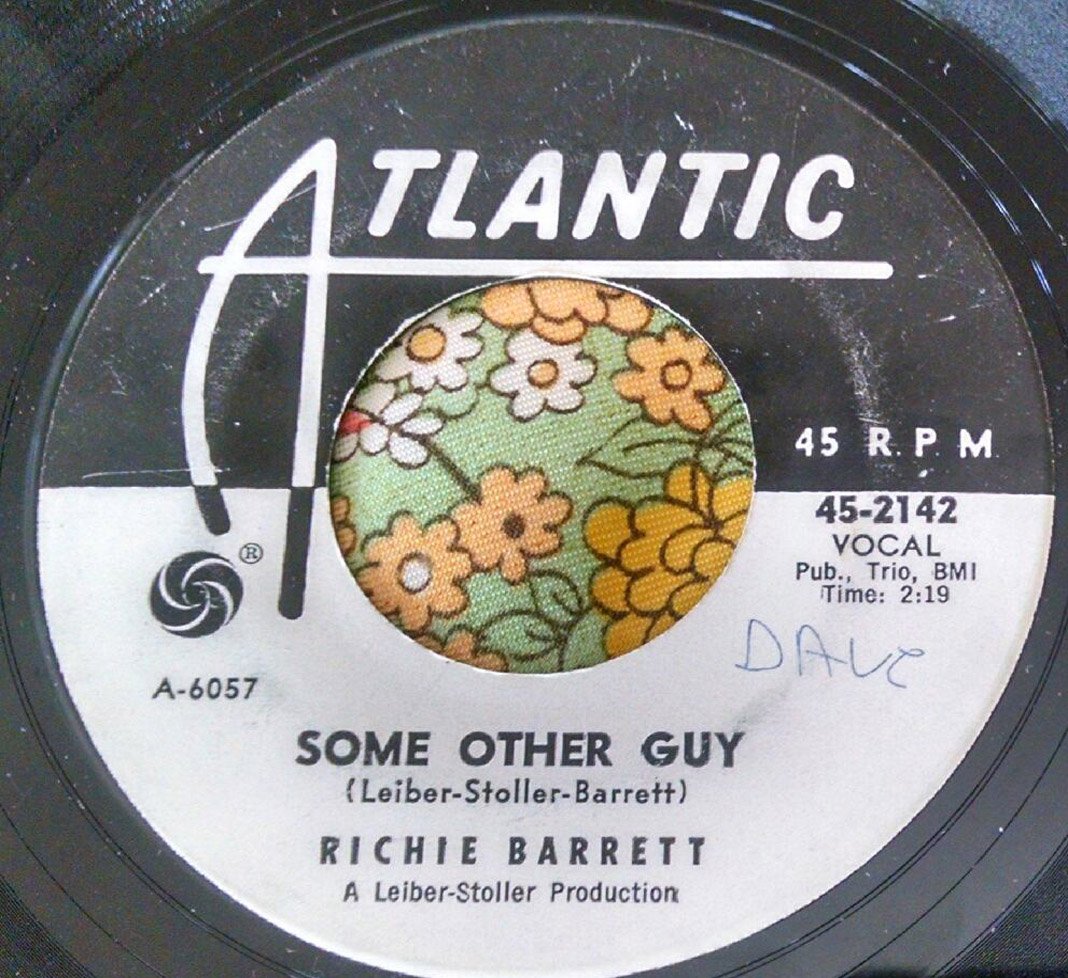 ATLANTIC
45 R.P.M.
45-2142
VOCAL
Pub., Trio, BMI
Time: 2:19
®
DAVE
A-6057
SOME OTHER GUY
(Leiber-Stoller-Barrett)
RICHIE BARRETT
A Leiber-Stoller Production